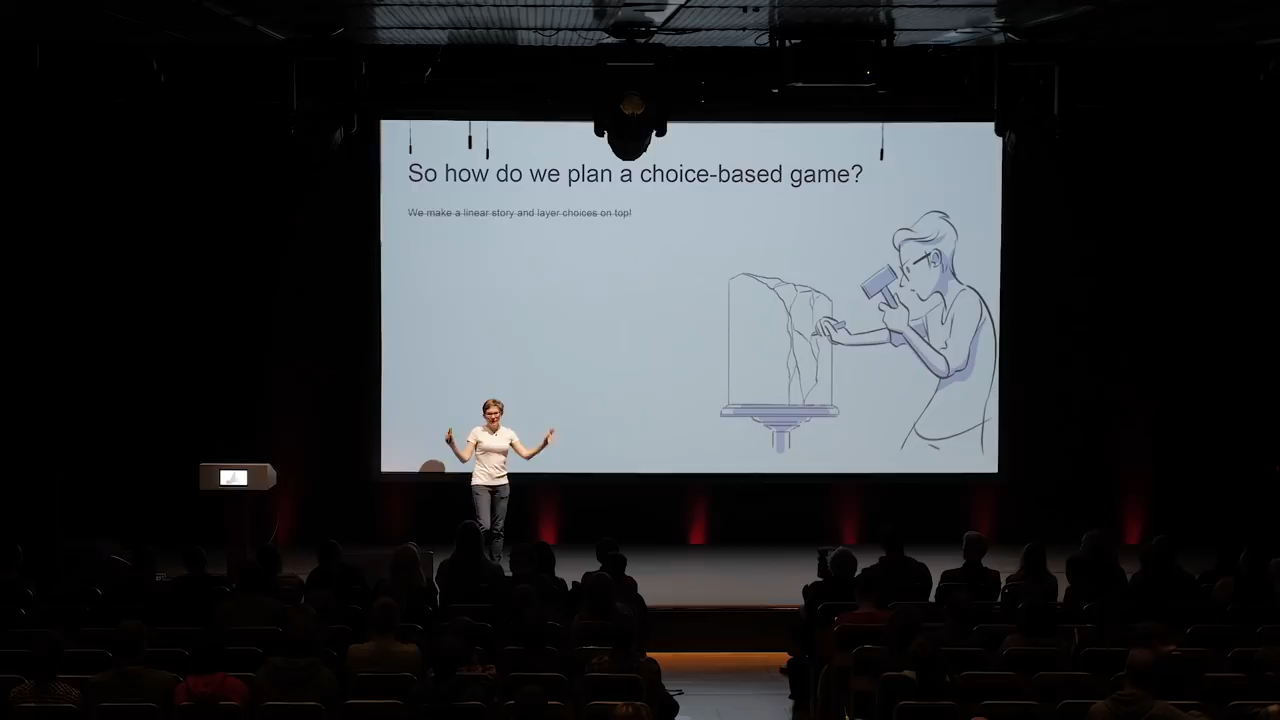 So how do we plan a choice-based game?
We make a linear story and layer choices on top!